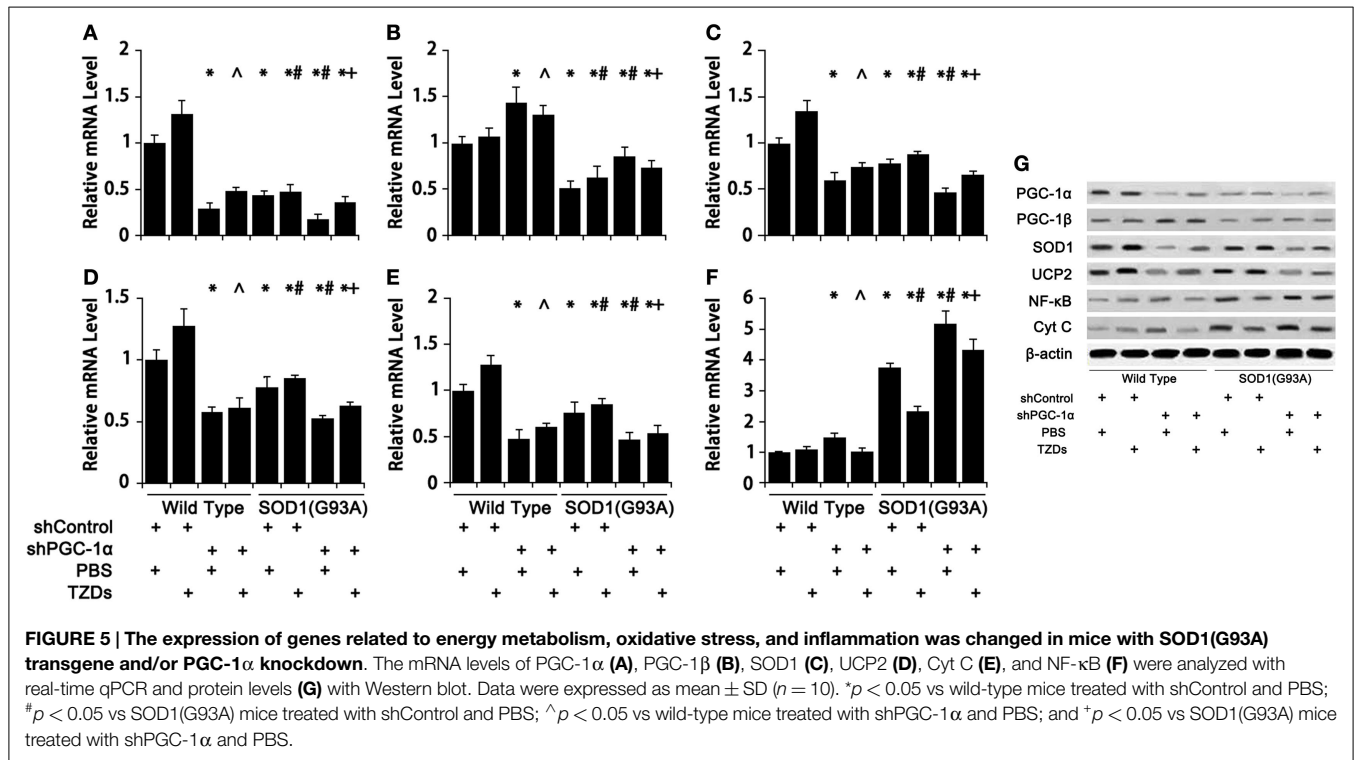 A
Relative mRNA Level
2
1.5
1
0.5
0
* ^ * *# *# *+
B
Relative mRNA Level
2
1.5
1
0.5
0
* ^ * *# *# *+
C
Relative mRNA Level
2
1.5
1
0.5
0
* ^ * *# *# *+
D
Relative mRNA Level
1.5
1
0.5
0
* ^ * *# *# *+
Wild Type SOD1(G93A)
E
Relative mRNA Level
2
1.5
1
0.5
0
* ^ * *# *# *+
Wild Type SOD1(G93A)
F
Relative mRNA Level
6
5
4
3
2
1
0
* ^ * *# *# *+
Wild Type SOD1(G93A)
shControl + + + + + + + + + + + +
shPGC-1α + + + + + + + + + + + +
PBS + + + + + + + + + + + +
TZDs + + + + + + + + + + + +
G
PGC-1α
PGC-1β
SOD1
UCP2
NF-κB
Cyt C
β-actin
Wild Type SOD1(G93A)
shControl + + + +
shPGC-1α + + + +
PBS + + + +
TZDs + + + +
FIGURE 5 | The expression of genes related to energy metabolism, oxidative stress, and inflammation was changed in mice with SOD1(G93A)
transgene and/or PGC-1α knockdown. The mRNA levels of PGC-1α (A), PGC-1β (B), SOD1 (C), UCP2 (D), Cyt C (E), and NF-κB (F) were analyzed with
real-time qPCR and protein levels (G) with Western blot. Data were expressed as mean ± SD (n = 10). *p < 0.05 vs wild-type mice treated with shControl and PBS;
#p < 0.05 vs SOD1(G93A) mice treated with shControl and PBS; ^p < 0.05 vs wild-type mice treated with shPGC-1α and PBS; and +p < 0.05 vs SOD1(G93A) mice
treated with shPGC-1α and PBS.